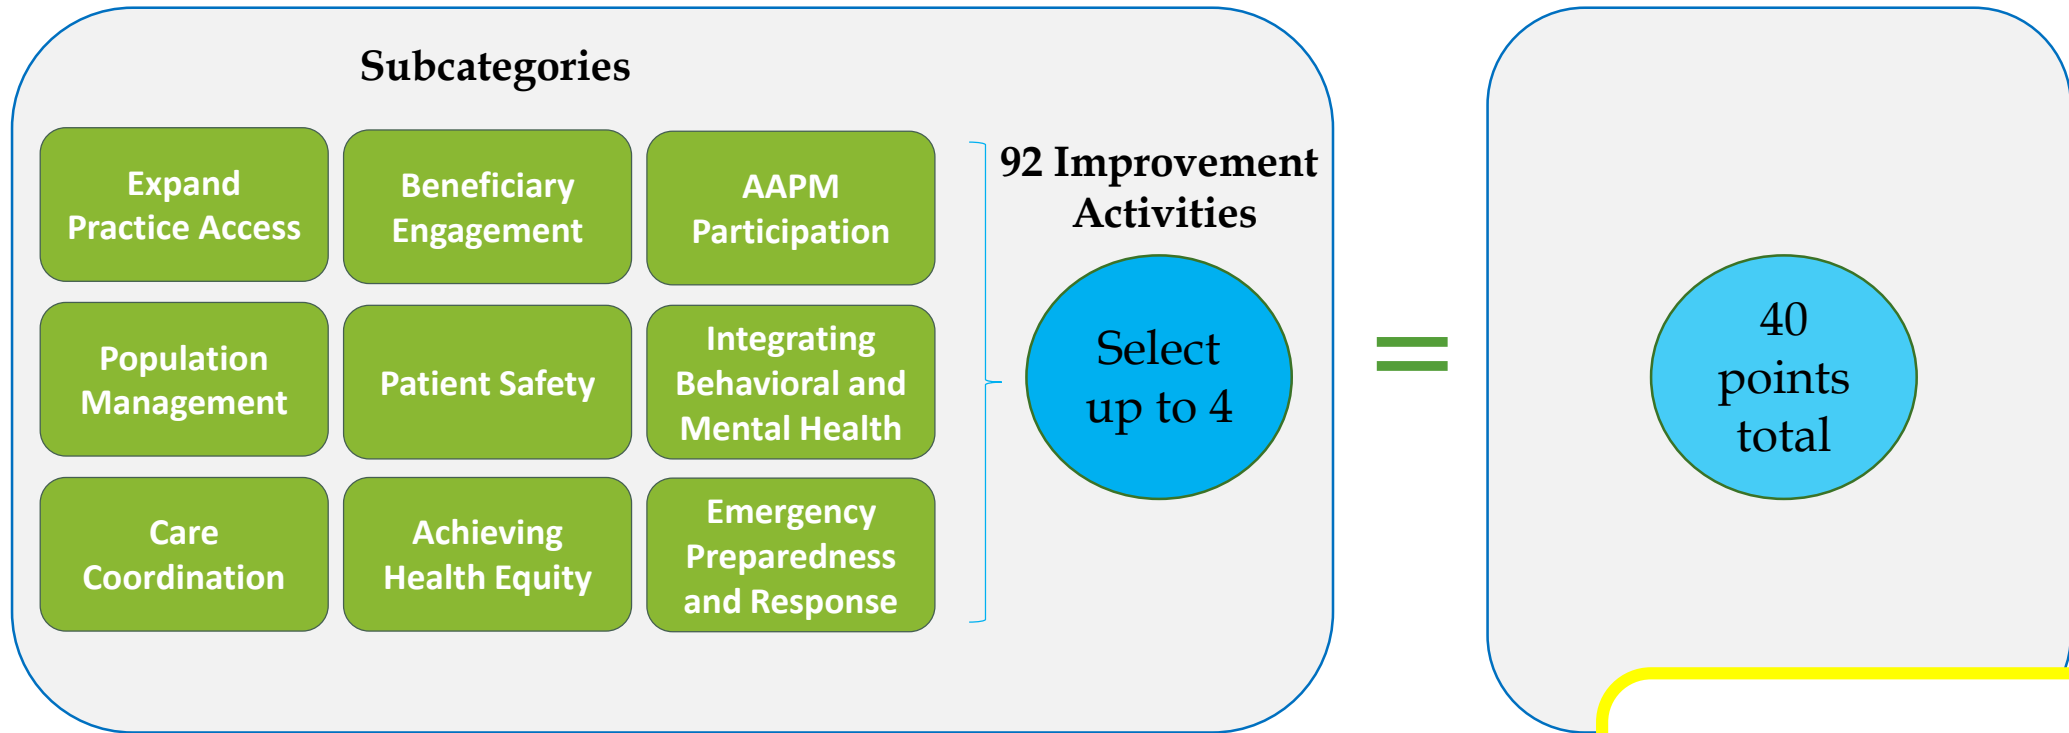 Subcategories
Expand
Practice Access
Beneficiary
Engagement
AAPM
Participation
Population
Management
Patient Safety
Integrating
Behavioral and
Mental Health
Care
Coordination
Achieving
Health Equity
Emergency
Preparedness
and Response
92 Improvement
Activities
Select
up to 4
=
40
points
total